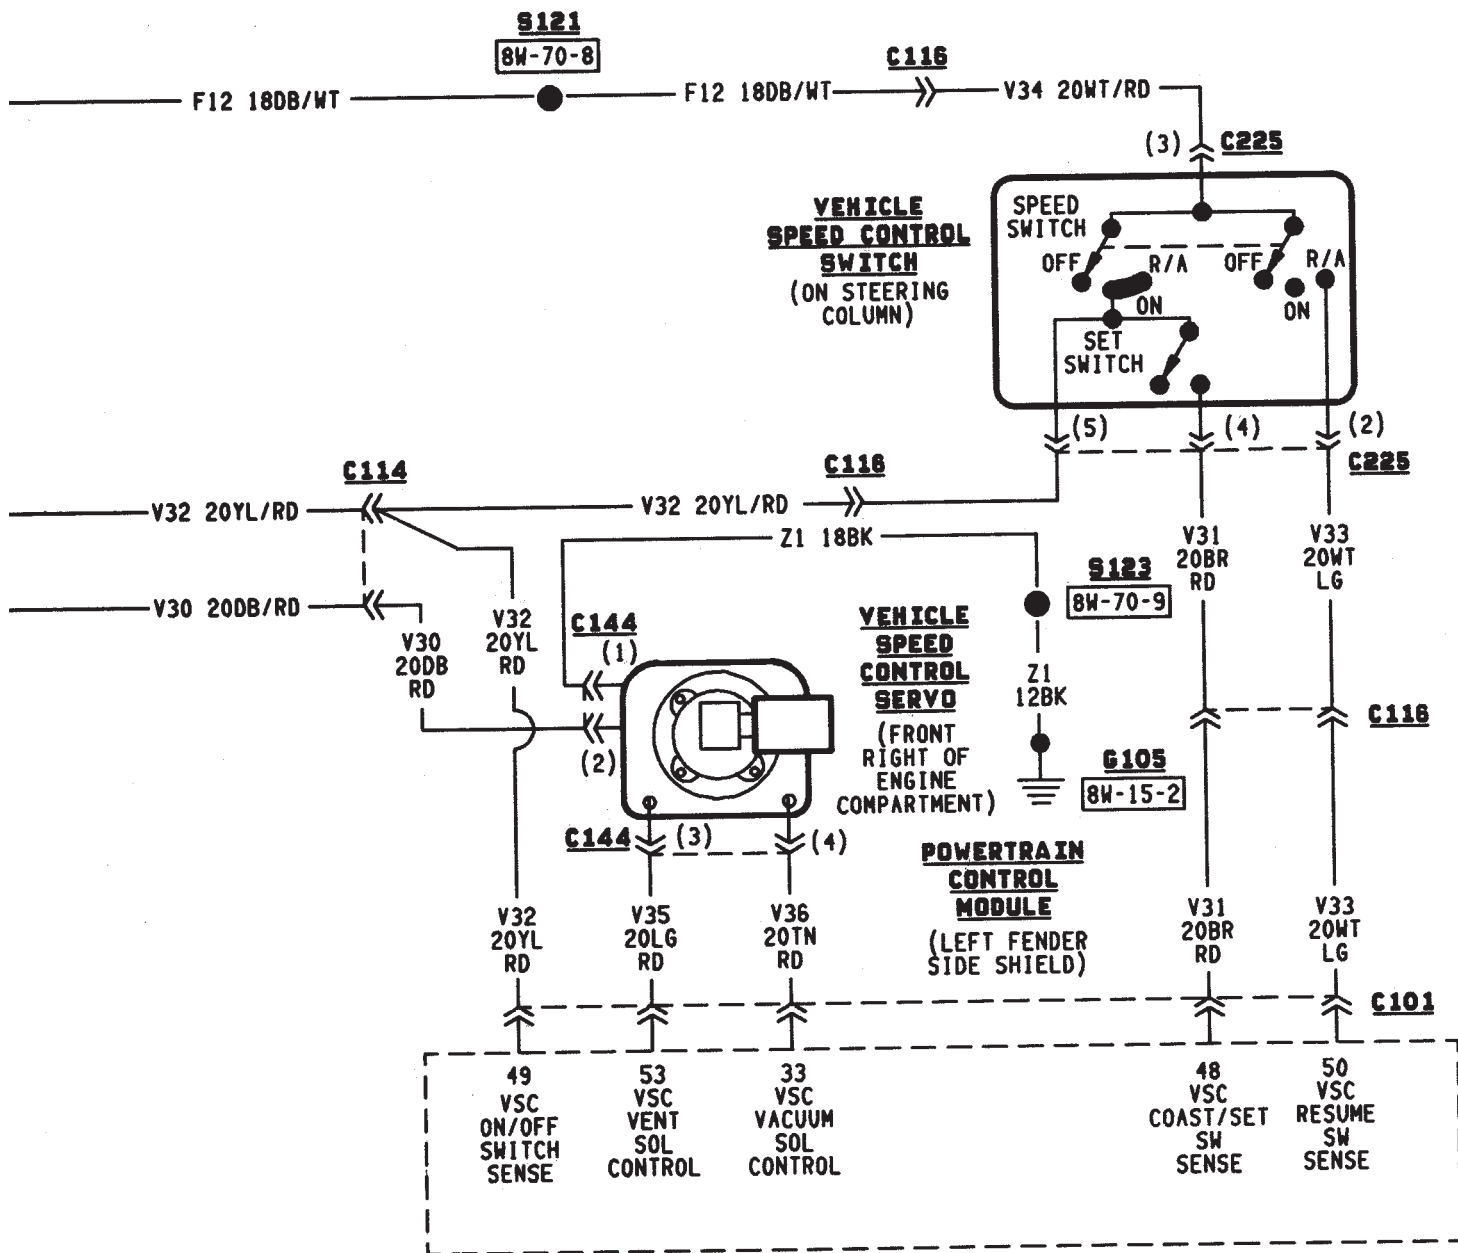 S121
8W-70-8
C116
F12 18DB/WT
F12 18DB/WT
V34 20WT/RD
(3)
C225
VEHICLE
SPEED CONTROL
SWITCH
(ON STEERING
COLUMN)
SPEED
SWITCH
OFF
R/A
ON
OFF
R/A
ON
SET
SWITCH
(5)
(4)
(2)
C225
C114
C116
V32 20YL/RD
V32 20YL/RD
Z1 18BK
V31
20BR
RD
V33
20WT
LG
S123
8W-70-9
V30 20DB/RD
V30
20DB
RD
V32
20YL
RD
C144
(1)
(2)
VEHICLE
SPEED
CONTROL
SERVO
(FRONT
RIGHT OF
ENGINE
COMPARTMENT)
Z1
12BK
C116
G105
8W-15-2
C144
(3)
(4)
POWERTRAIN
CONTROL
MODULE
(LEFT FENDER
SIDE SHIELD)
V32
20YL
RD
V35
20LG
RD
V36
20TN
RD
V31
20BR
RD
V33
20WT
LG
C101
49
VSC
ON/OFF
SWITCH
SENSE
53
VSC
VENT
SOL
CONTROL
33
VSC
VACUUM
SOL
CONTROL
48
VSC
COAST/SET
SW
SENSE
50
VSC
RESUME
SW
SENSE